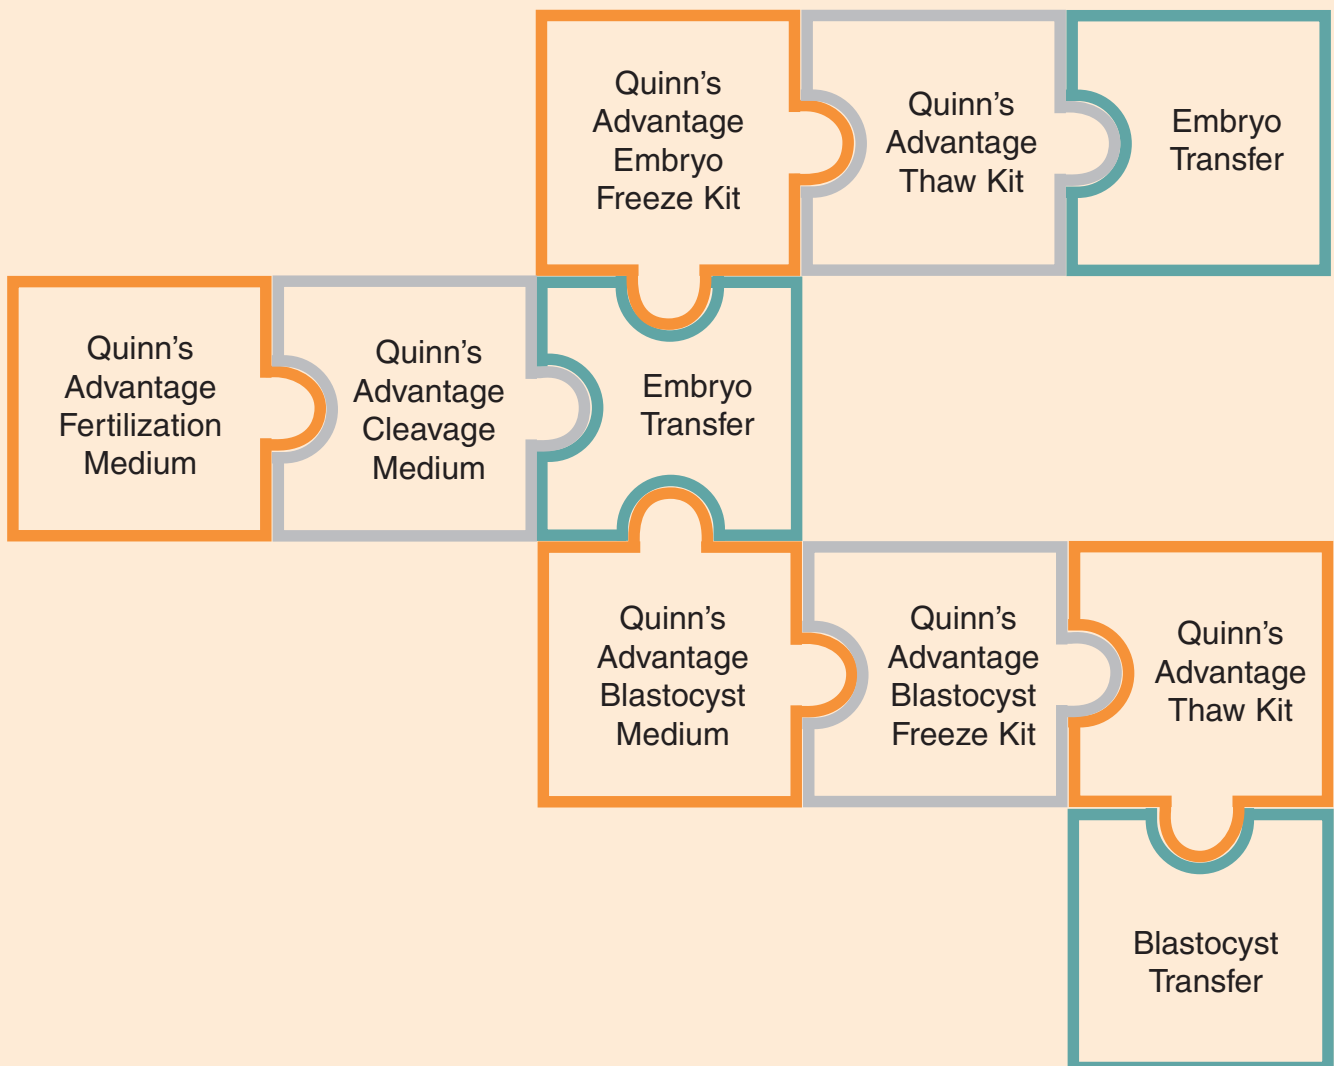 Quinn’s
Advantage
Embryo
Freeze Kit
Quinn’s
Advantage
Thaw Kit
Embryo
Transfer
Quinn’s
Advantage
Fertilization
Medium
Quinn’s
Advantage
Cleavage
Medium
Embryo
Transfer
Quinn’s
Advantage
Blastocyst
Medium
Quinn’s
Advantage
Blastocyst
Freeze Kit
Quinn’s
Advantage
Thaw Kit
Blastocyst
Transfer